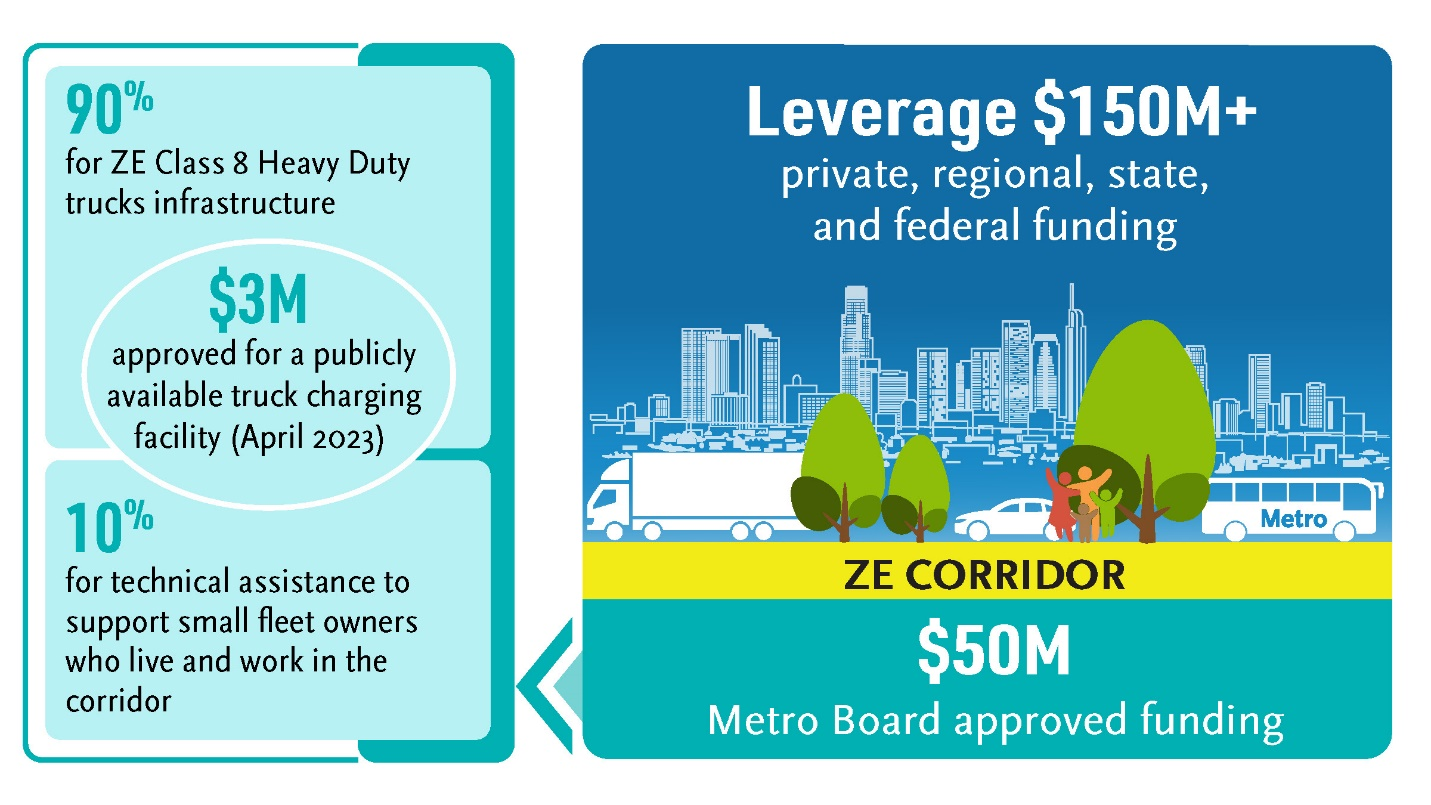 90%
for ZE Class 8 Heavy Duty
trucks infrastructure
$3M
approved for a publicly
available truck charging
facility (April 2023)
10%
for technical assistance to
support small fleet owners
who live and work in the
corridor
Leverage $150M+
private, regional, state,
and federal funding
Metro
ZE CORRIDOR
$50M
Metro Board approved funding